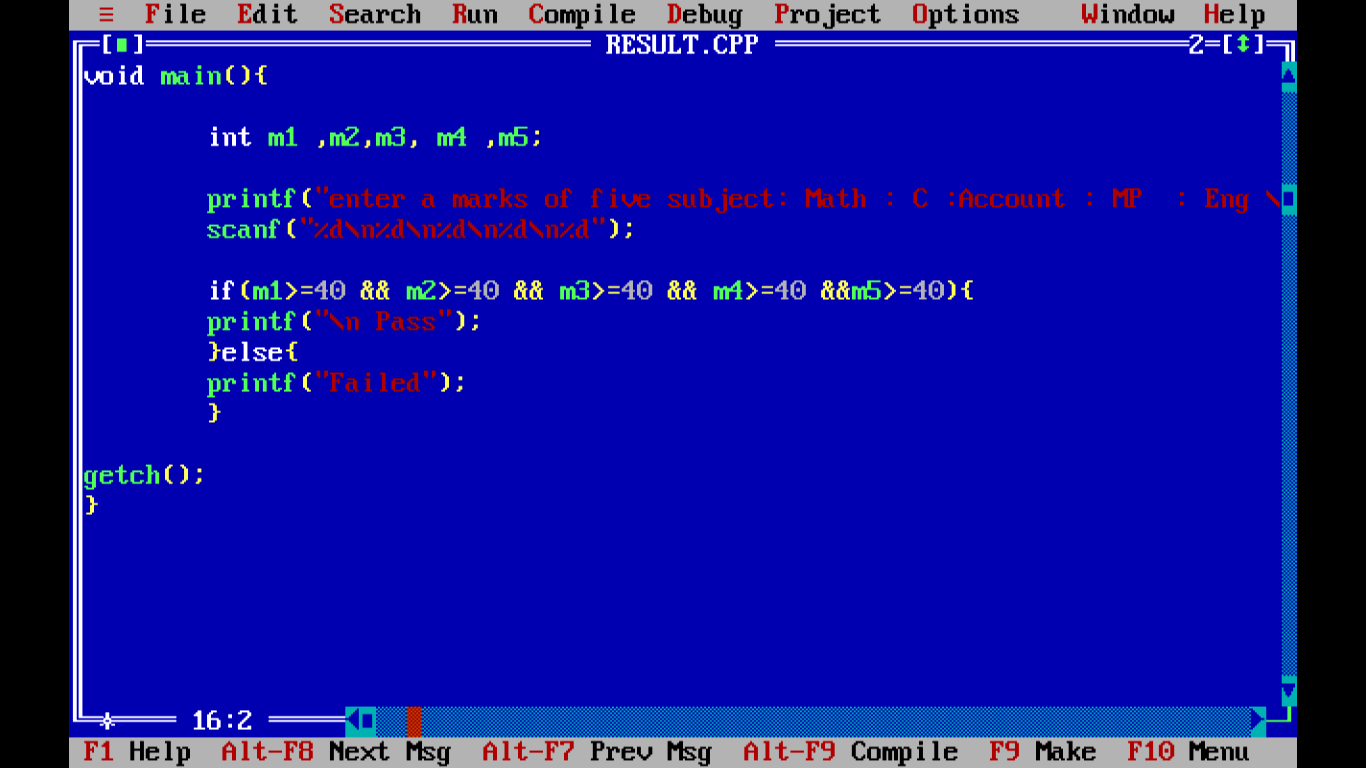 ≡ File Edit Search Run Compile Debug Project Options Window Help
[■] RESULT.CPP 2=[↕]
void main(){
int m1 ,m2,m3, m4 ,m5;
printf("enter a marks of five subject: Math : C :Account : MP  : Eng \
scanf("%d\n%d\n%d\n%d\n%d");
if(m1>=40 && m2>=40 && m3>=40 && m4>=40 &&m5>=40){
printf("\n Pass");
}else{
printf("Failed");
}
getch();
}
16:2
F1 Help Alt-F8 Next Msg Alt-F7 Prev Msg Alt-F9 Compile F9 Make F10 Menu